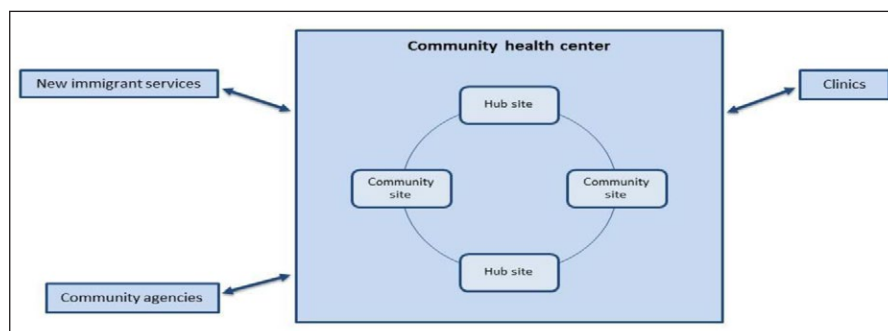 Community health center
New immigrant services
Clinics
Hub site
Community
site
Community
site
Hub site
Community agencies